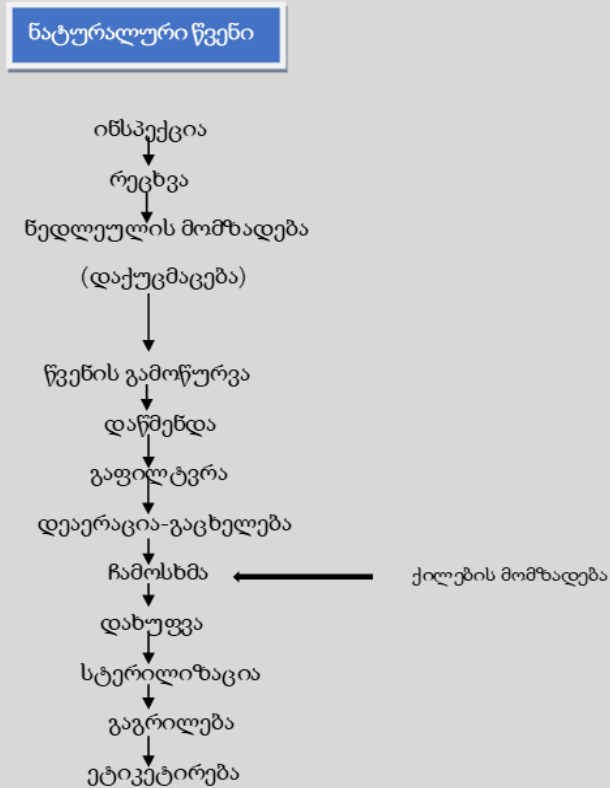 ნატურალური წვენი
ინსპექცია
რეცხვა
ნედლეულის მომზადება
(დაქუცმაცება)
წვენის გამოწურვა
დაწმენდა
გაფილტვრა
დეაერაცია-გაცხელება
ჩამოსხმა
ქილების მომზადება
დახუფვა
სტერილიზაცია
გაგრილება
ეტიკეტირება